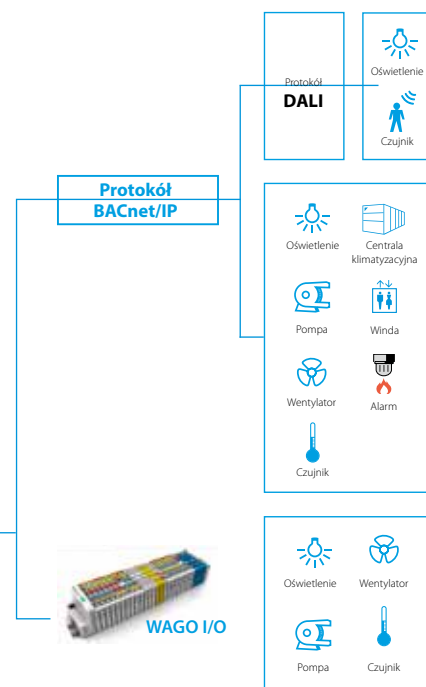 Protokół
DALI
Oświetlenie
Czujnik
Protokół
BACnet/IP
Oświetlenie
Centrala
klimatyzacyjna
Pompa
Winda
Wentylator
Alarm
Czujnik
WAGO I/O
Oświetlenie
Wentylator
Pompa
Czujnik